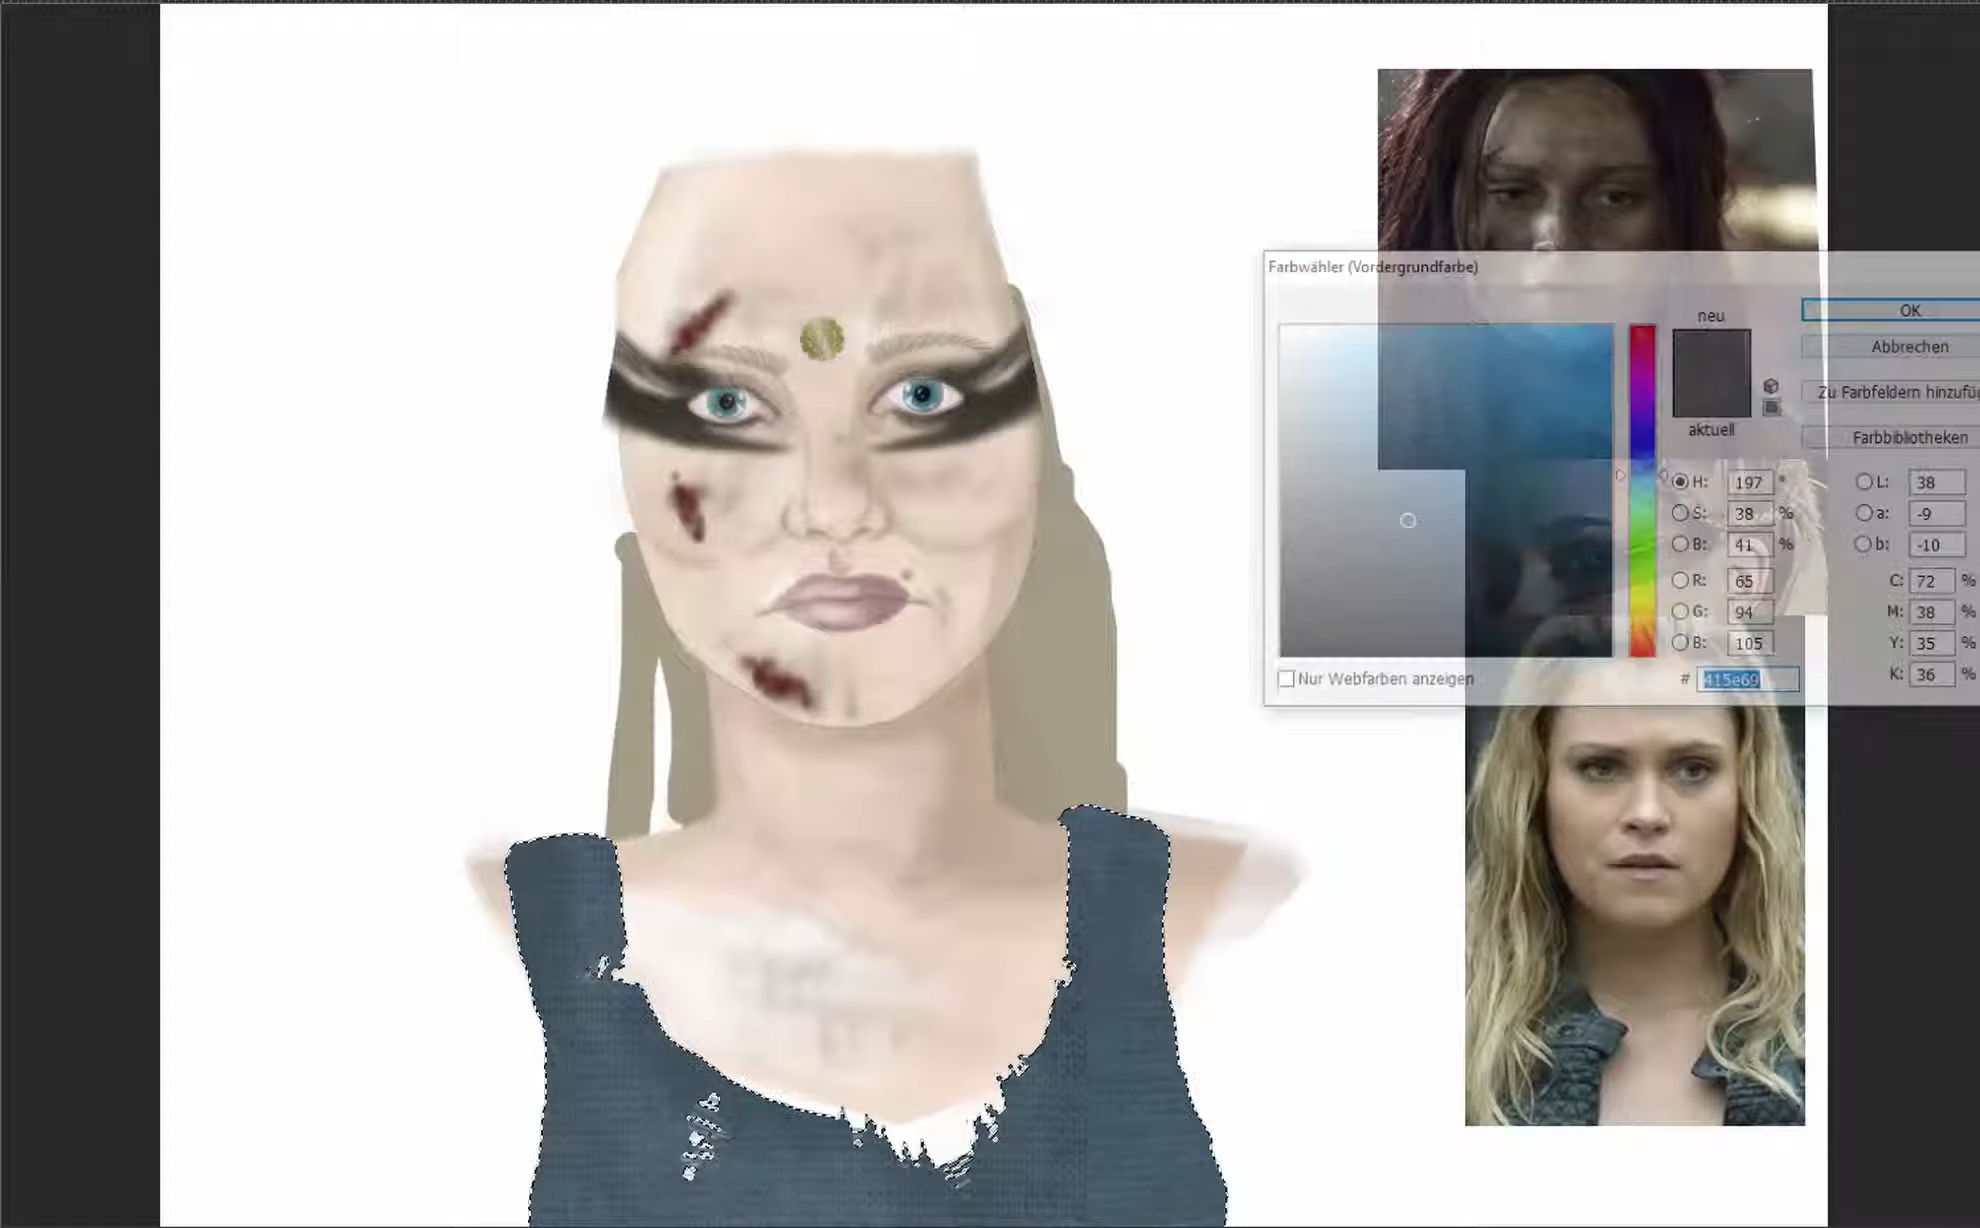 Farbwähler (Vordergrundfarbe)
neu
aktuell
OK
Abbrechen
Zu Farbfeldern
Farbbibliotheken
H: 197 °
S: 38 %
B: 41 %
R: 65
G: 94
B: 105
# 415e69
L: 38
a: -9
b: -10
C: 72 %
M: 38 %
Y: 35 %
K: 36 %
Nur Webfarben anzeigen